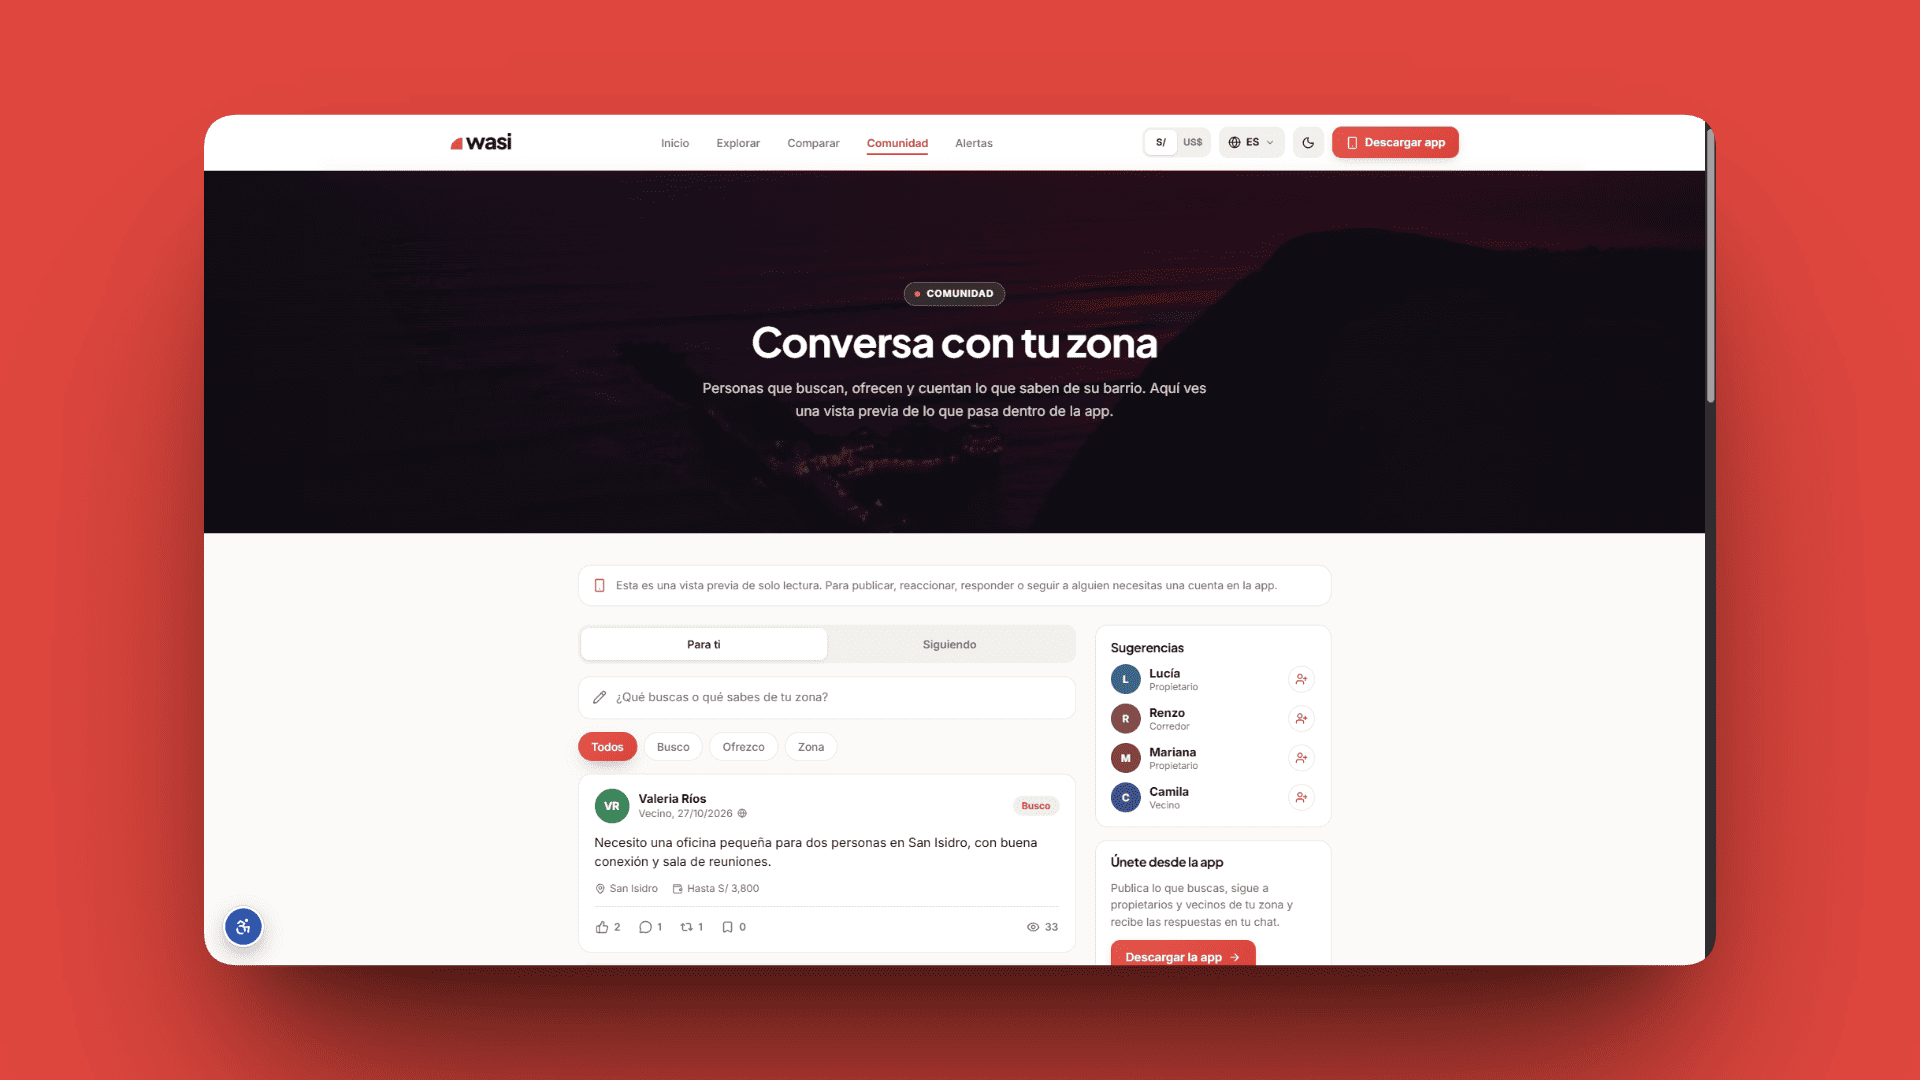 wasi
Inicio
Explorar
Comparar
Comunidad
Alertas
S/ US$
ES
Descargar app
COMUNIDAD
Conversa con tu zona
Personas que buscan, ofrecen y cuentan lo que saben de su barrio. Aquí ves
una vista previa de lo que pasa dentro de la app.
Esta es una vista previa de solo lectura. Para publicar, reaccionar, responder o seguir a alguien necesitas una cuenta en la app.
Para ti
Siguiendo
¿Qué buscas o qué sabes de tu zona?
Todos
Busco
Ofrezco
Zona
VR
Valeria Ríos
Vecino, 27/10/2026
Busco
Necesito una oficina pequeña para dos personas en San Isidro, con buena
conexión y sala de reuniones.
San Isidro
Hasta S/ 3,800
2
1
1
0
33
Sugerencias
L
Lucía
Propietario
R
Renzo
Corredor
M
Mariana
Propietario
C
Camila
Vecino
Únete desde la app
Publica lo que buscas, sigue a
propietarios y vecinos de tu zona y
recibe las respuestas en tu chat.
Descargar la app